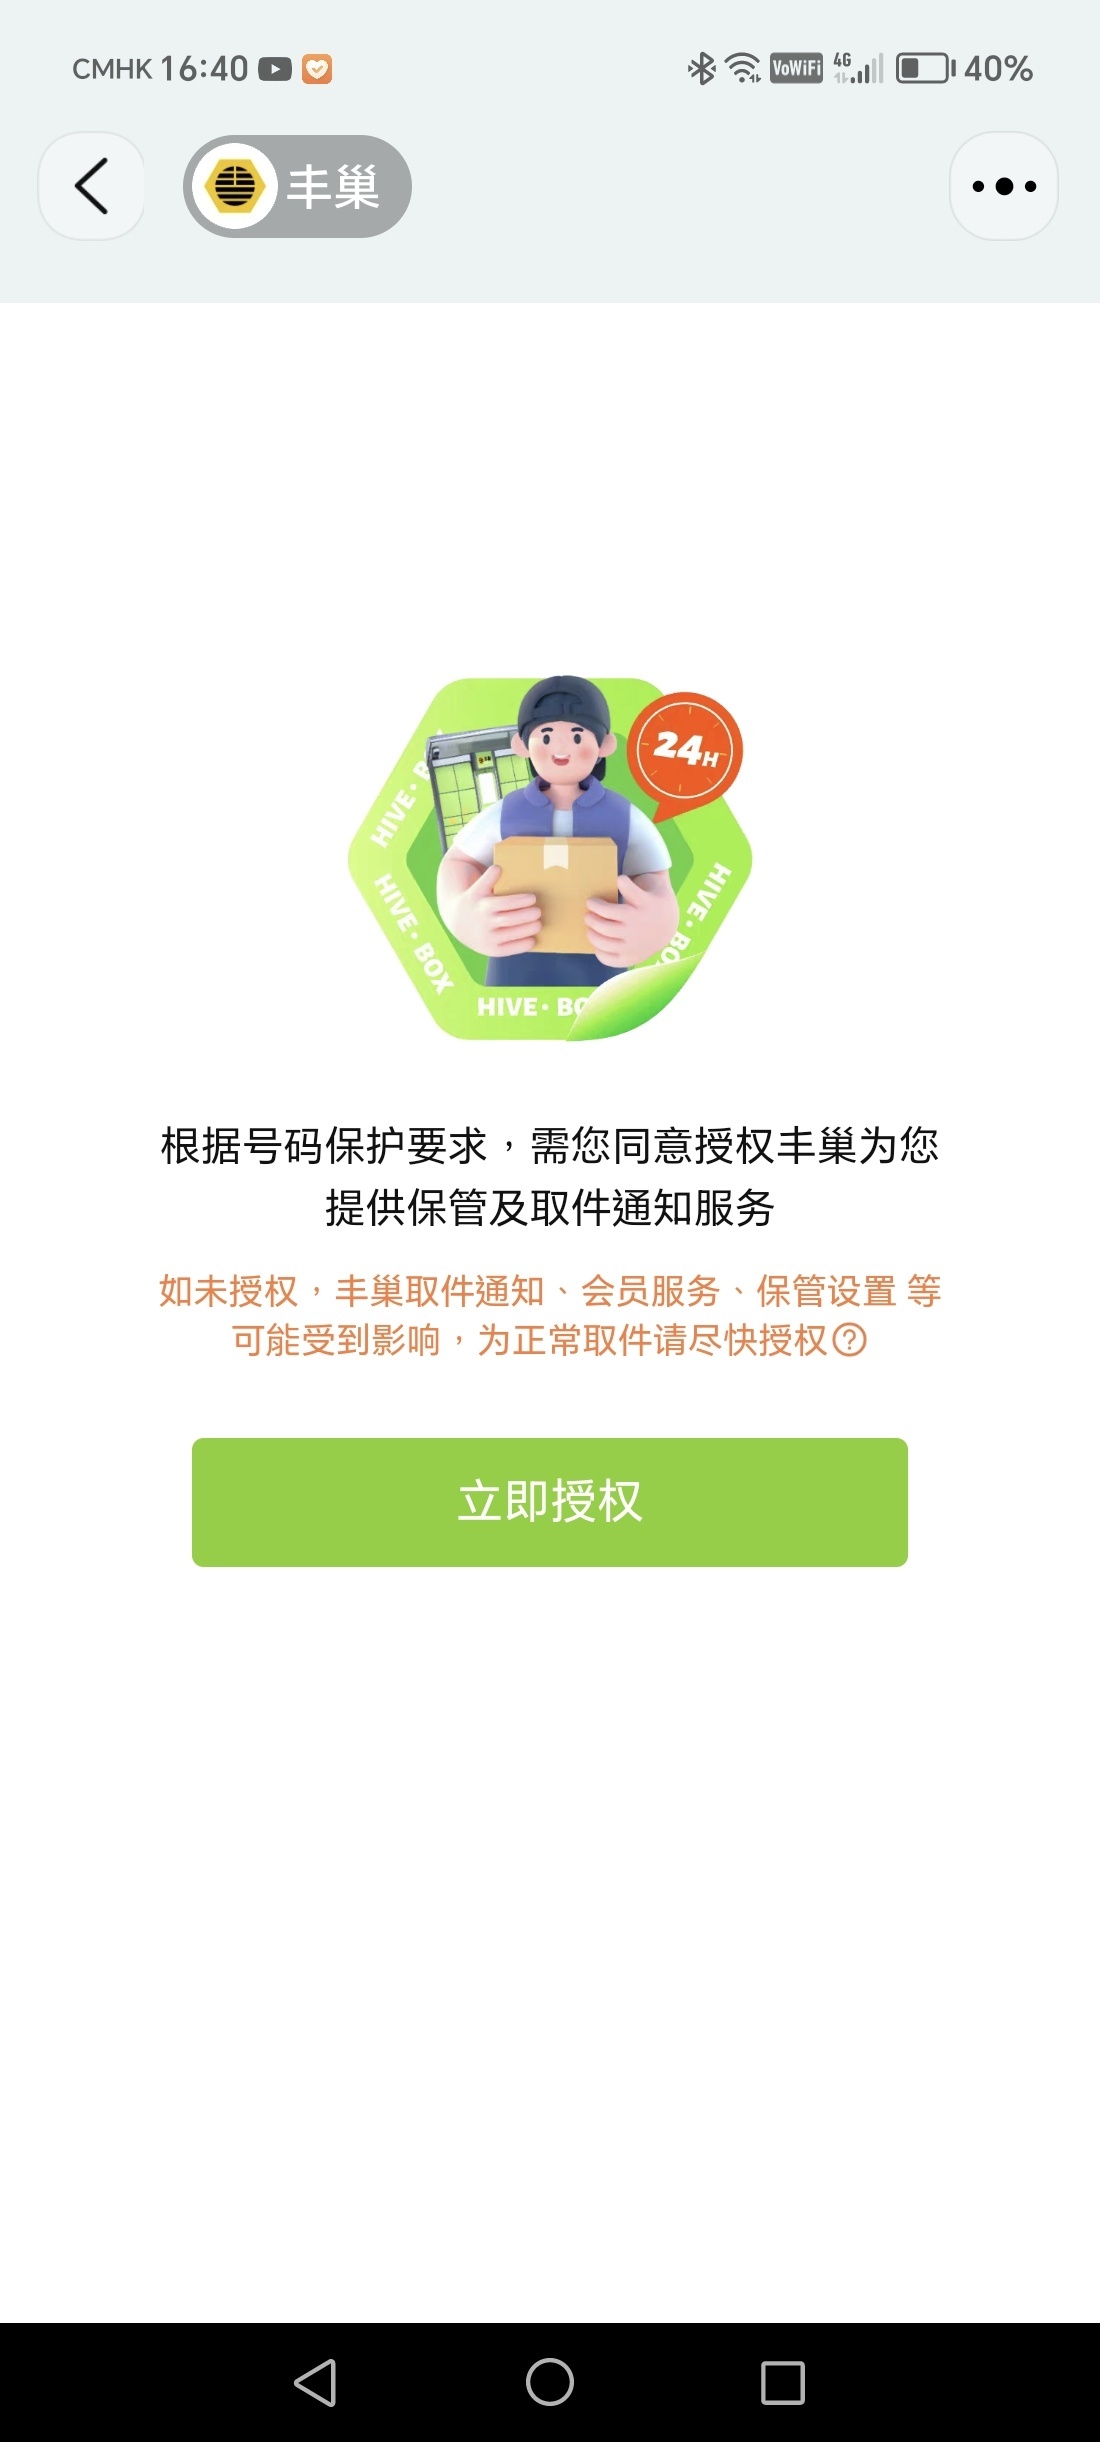 CMHK 16:40 VoWiFi 4G 40%
丰巢
24H
HIVE·
HIVE·BOX
HIVE·BO
HIVE·BO
根据号码保护要求，需您同意授权丰巢为您
提供保管及取件通知服务
如未授权，丰巢取件通知、会员服务、保管设置 等
可能受到影响，为正常取件请尽快授权?
立即授权